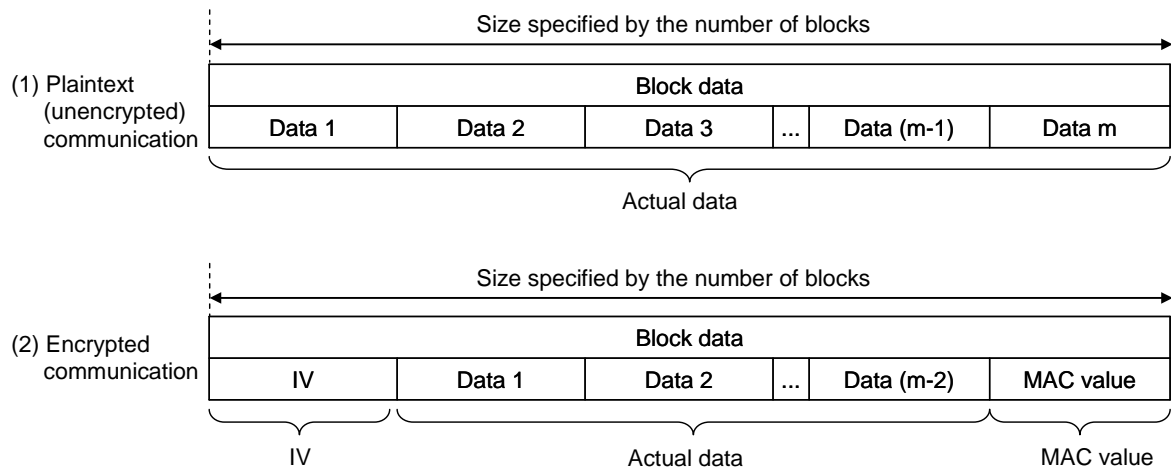 Size specified by the number of blocks
(1) Plaintext
(unencrypted)
communication
Block data
Data 1 Data 2 Data 3 ... Data (m-1) Data m
Actual data
Size specified by the number of blocks
(2) Encrypted
communication
Block data
IV Data 1 Data 2 ... Data (m-2) MAC value
IV Actual data MAC value